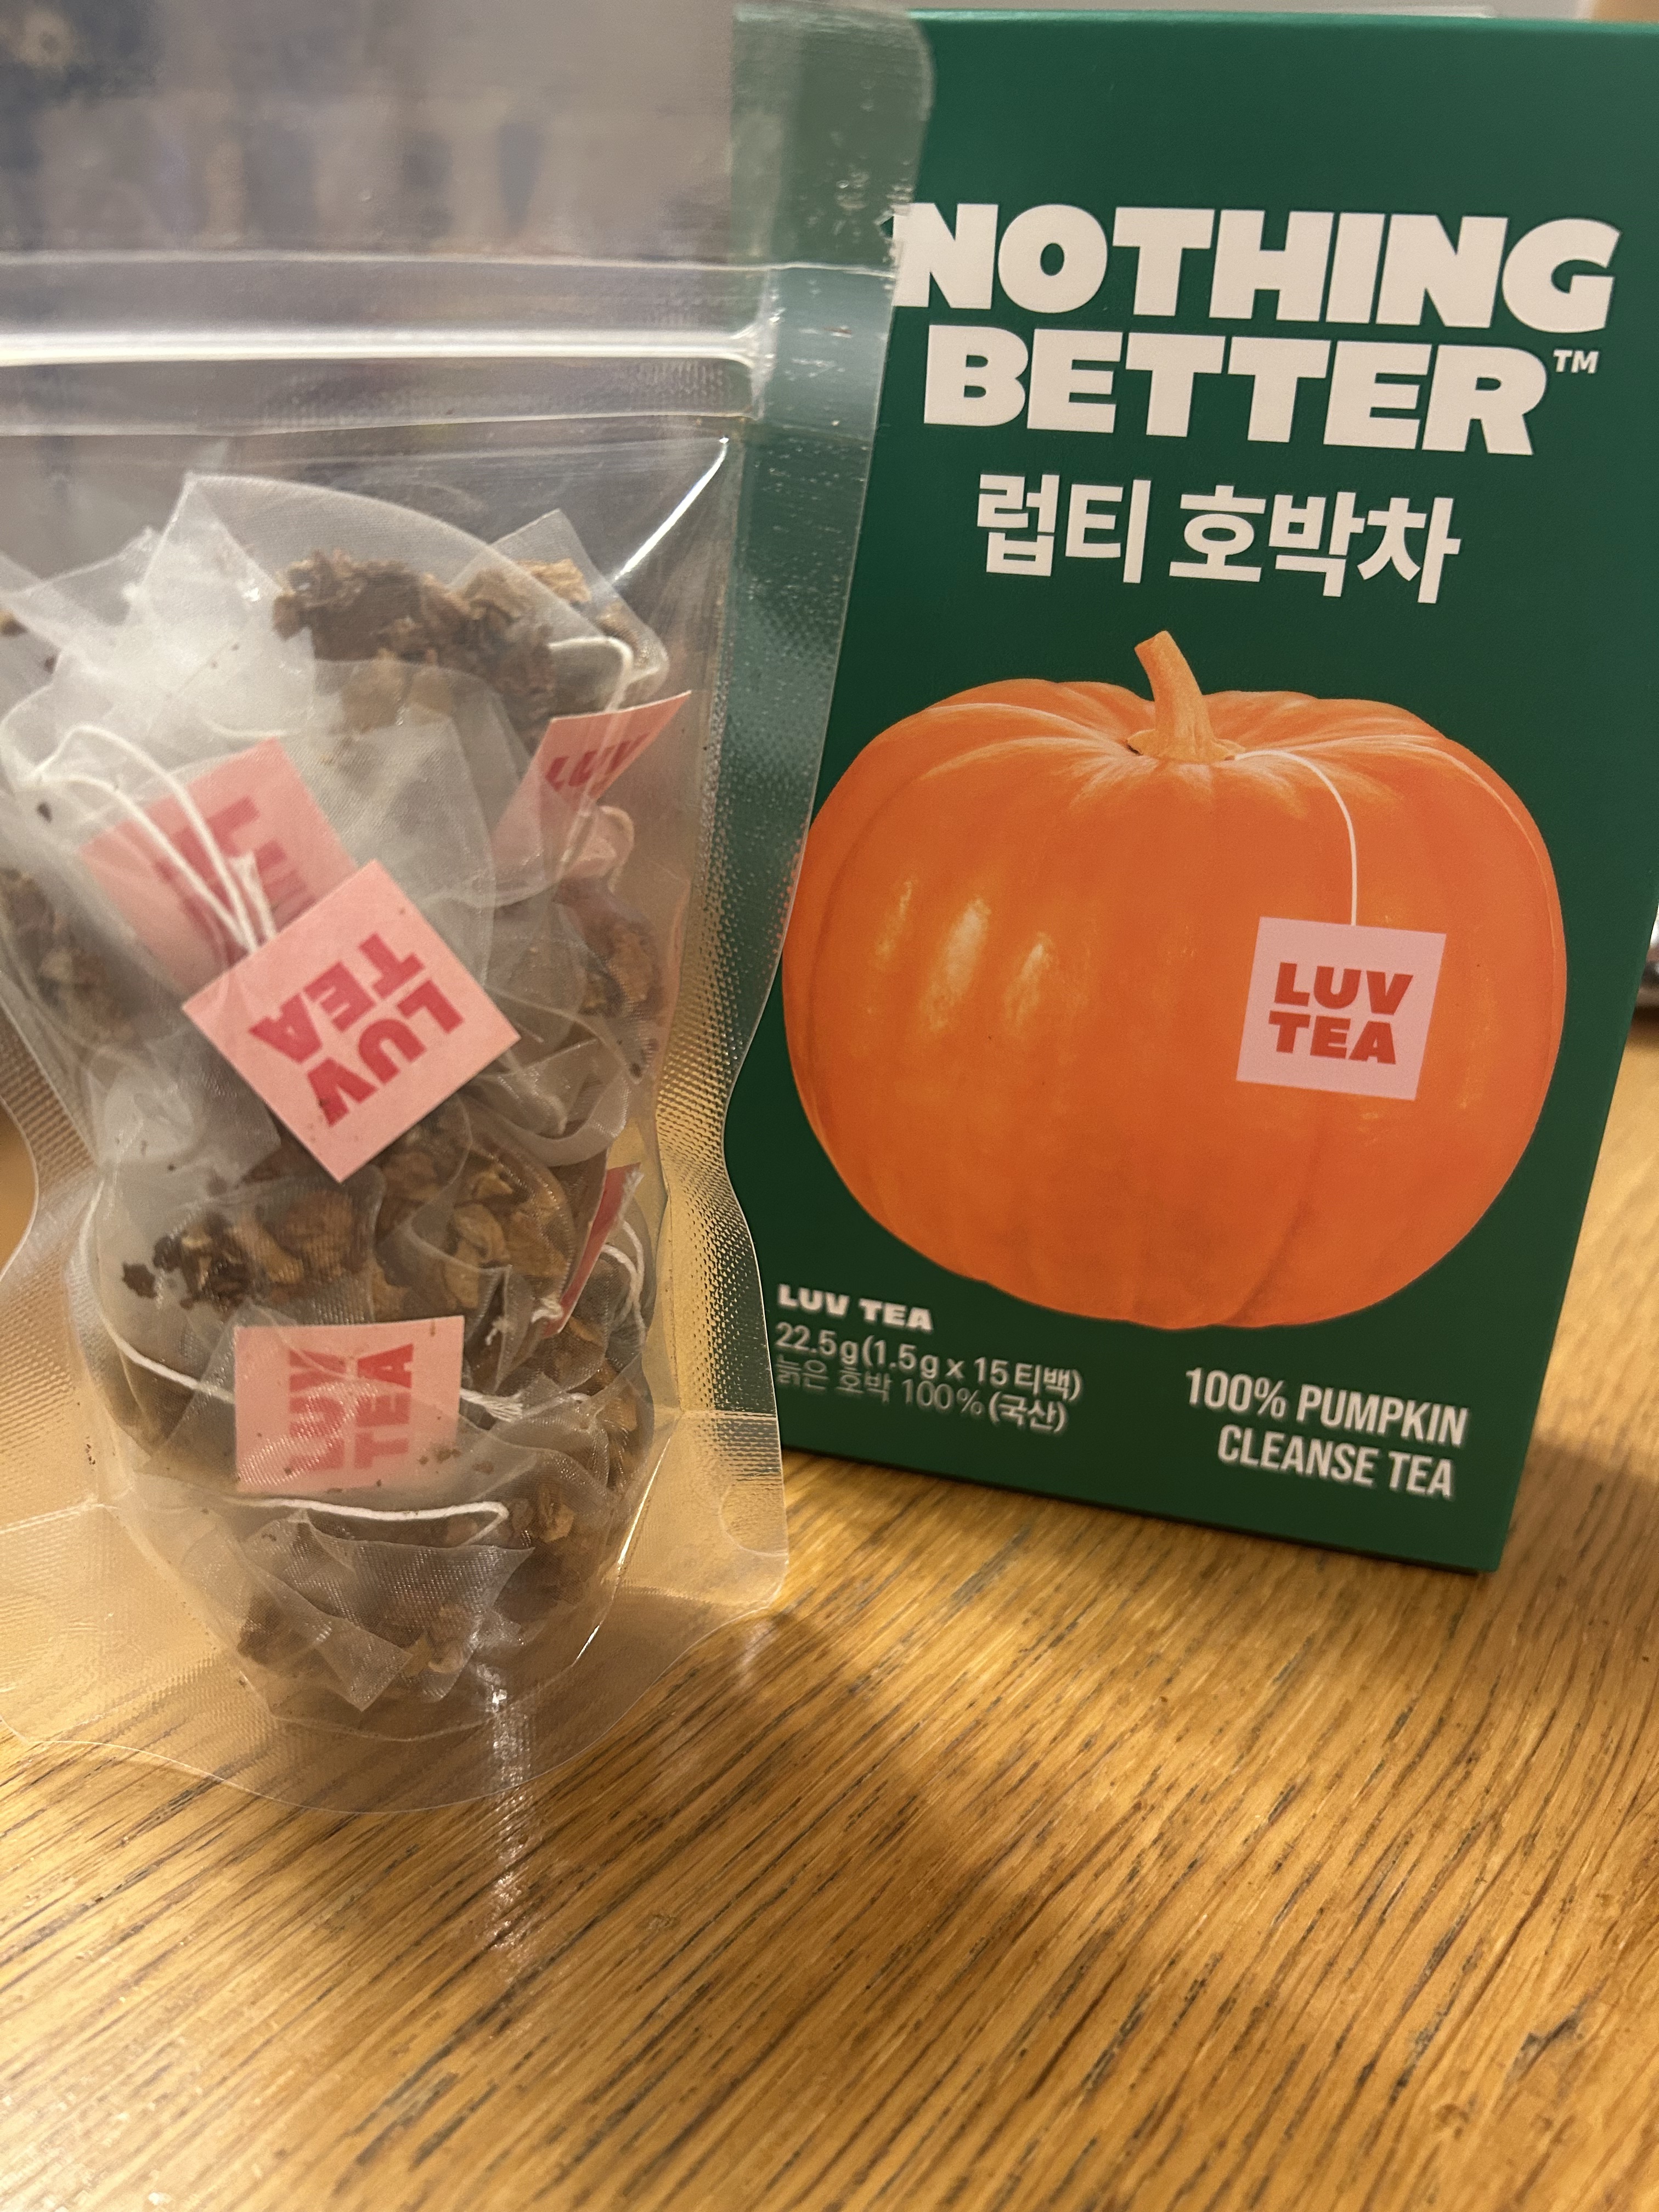 NOTHING
BETTER™
럽티 호박차
LUV
TEA
LUV TEA
22.5g(1.5g x 15티백)
늙은 호박 100%(국산)
100% PUMPKIN
CLEANSE TEA
LUV
LUV
TEA
LUV
TEA